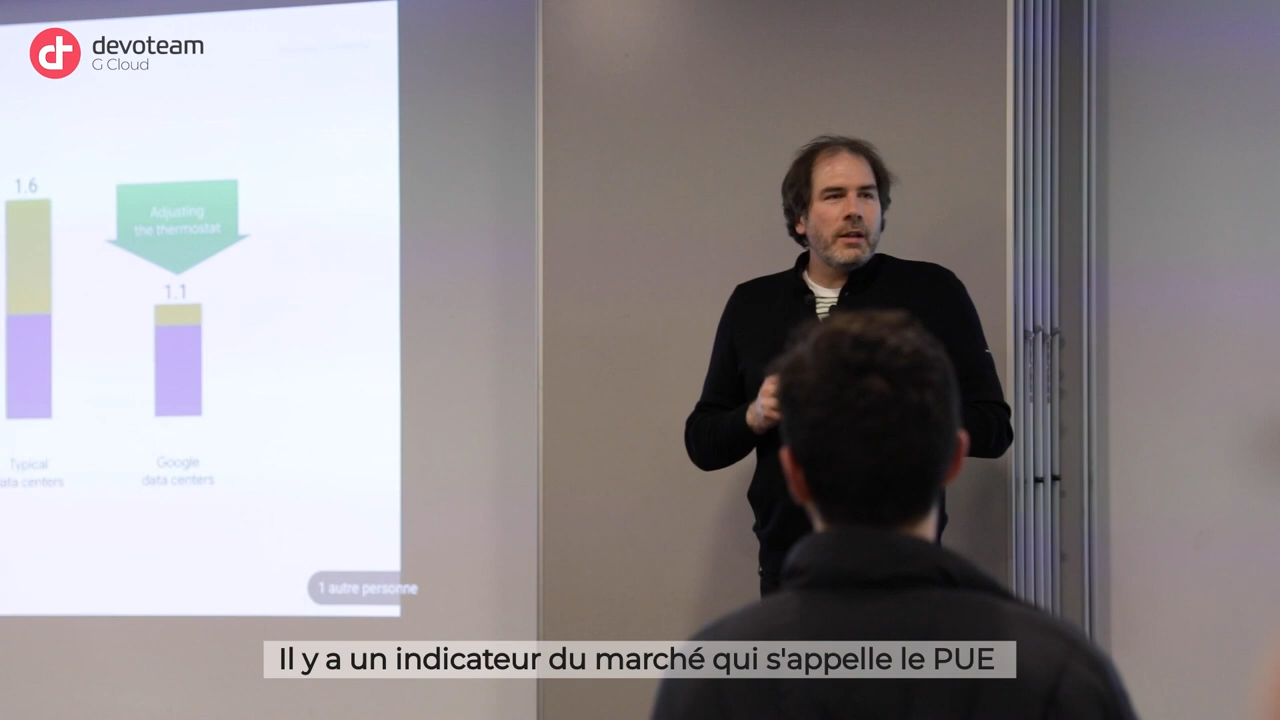 devoteam
G Cloud
1.6
Adjusting
the thermostat
1.1
Typical
ata centers
Google
data centers
1 autre personne
Il y a un indicateur du marché qui s'appelle le PUE